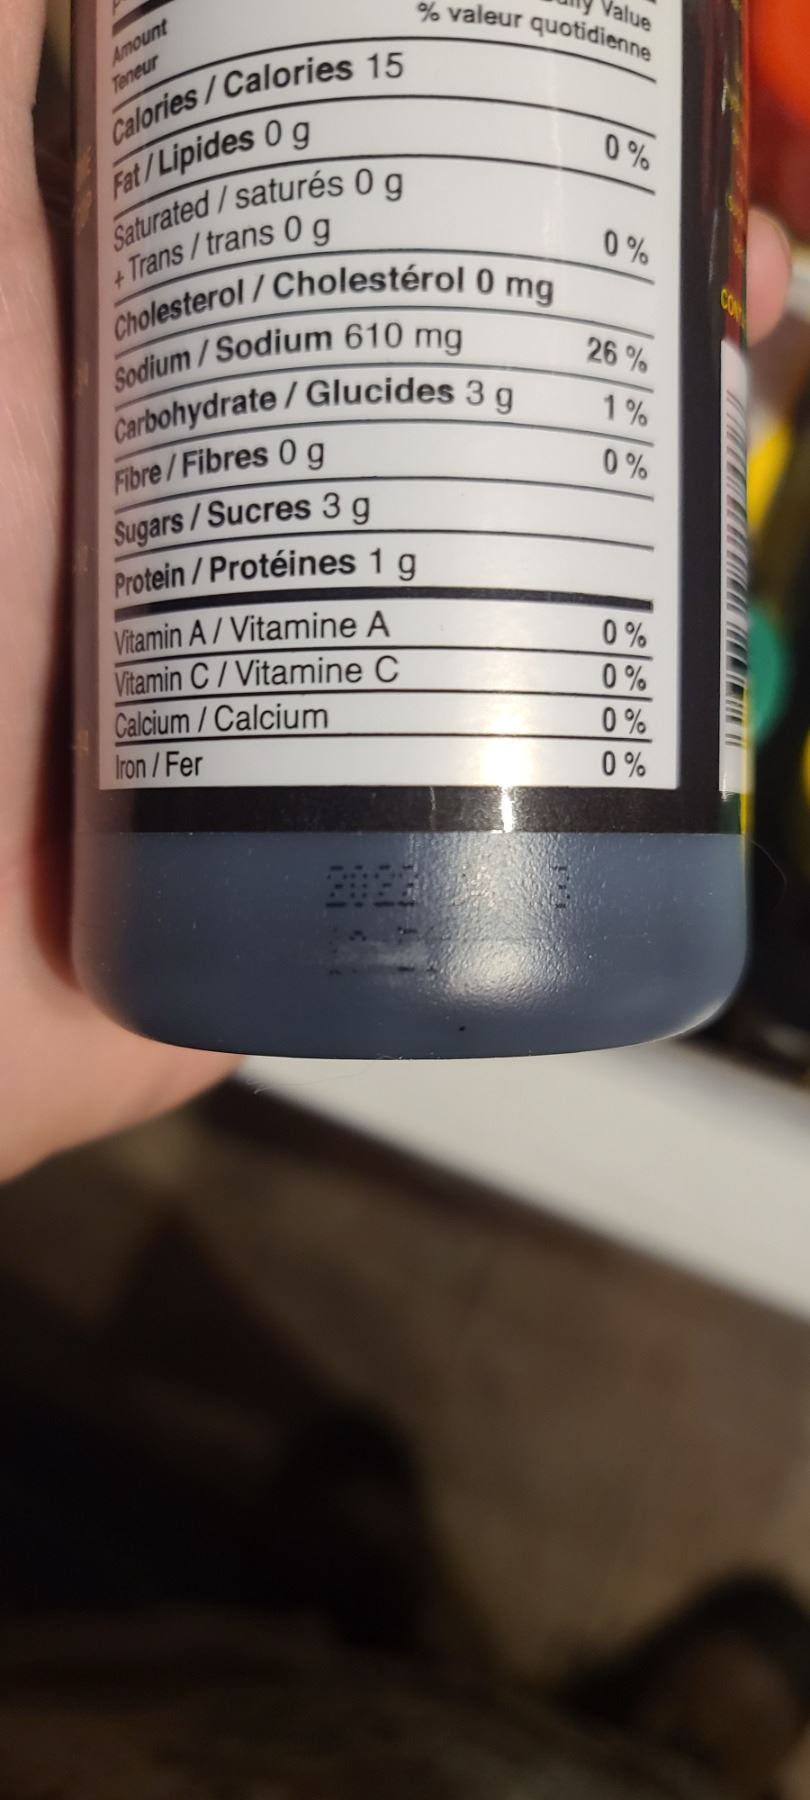 Value
% valeur quotidienne
Amount
Teneur
Calories / Calories 15
Fat / Lipides 0 g 0 %
Saturated / saturés 0 g
+ Trans / trans 0 g 0 %
Cholesterol / Cholestérol 0 mg
Sodium / Sodium 610 mg 26 %
Carbohydrate / Glucides 3 g 1 %
Fibre / Fibres 0 g 0 %
Sugars / Sucres 3 g
Protein / Protéines 1 g
Vitamin A / Vitamine A 0 %
Vitamin C / Vitamine C 0 %
Calcium / Calcium 0 %
Iron / Fer 0 %
2022